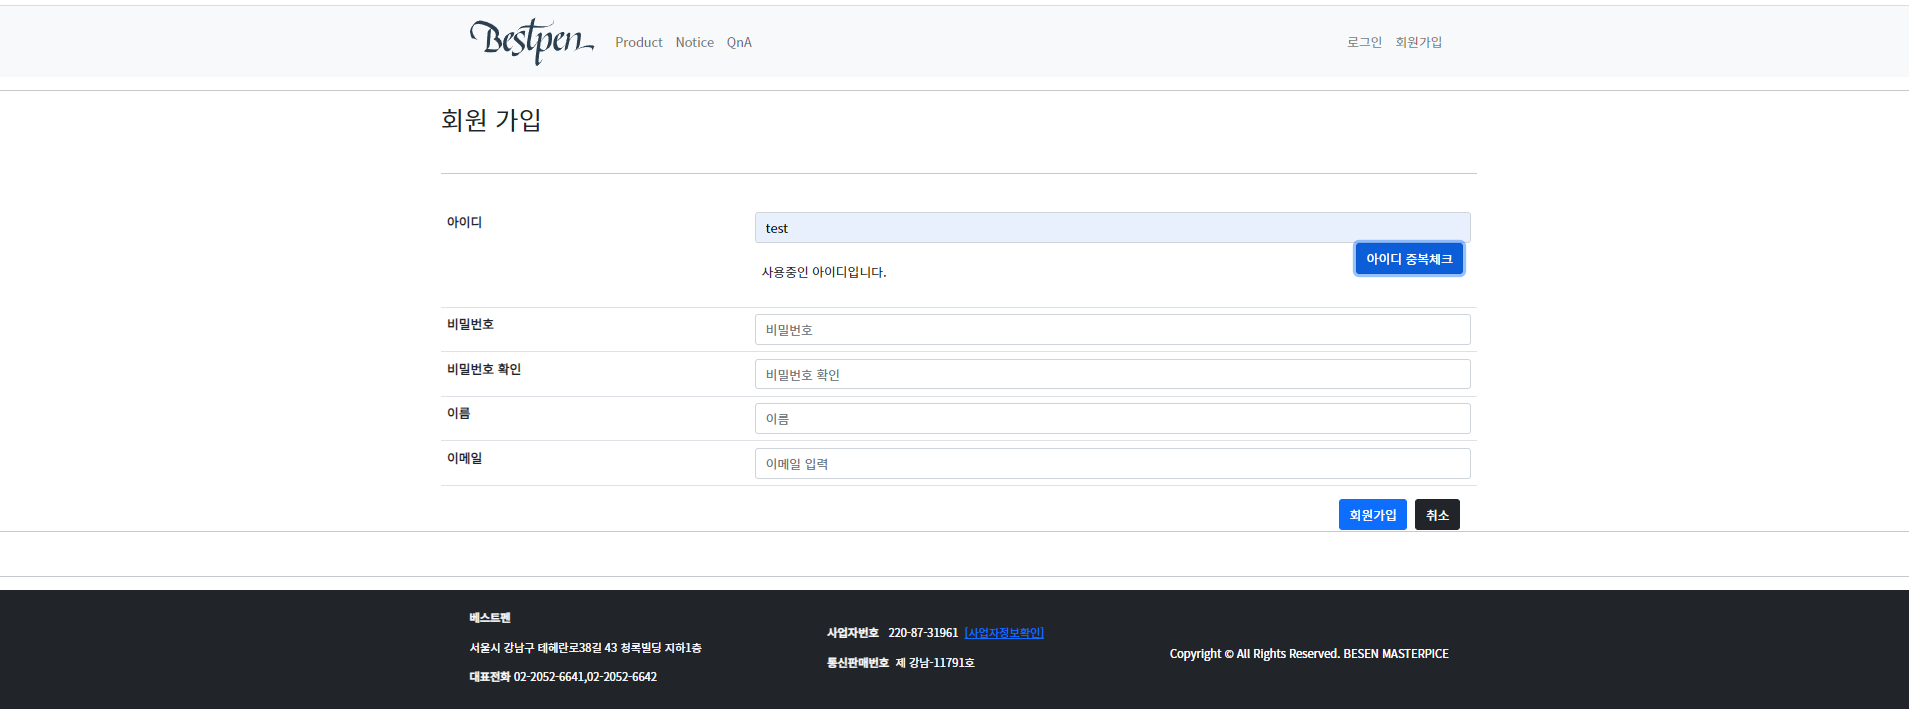 Bestpen Product Notice QnA 로그인 회원가입
회원 가입
아이디 test
아이디 중복체크
사용중인 아이디입니다.
비밀번호 비밀번호
비밀번호 확인 비밀번호 확인
이름 이름
이메일 이메일 입력
회원가입 취소
베스트펜
서울시 강남구 테헤란로38길 43 청록빌딩 지하1층
대표전화 02-2052-6641,02-2052-6642
사업자번호 220-87-31961 [사업자정보확인]
통신판매번호 제 강남-11791호
Copyright © All Rights Reserved. BESEN MASTERPICE